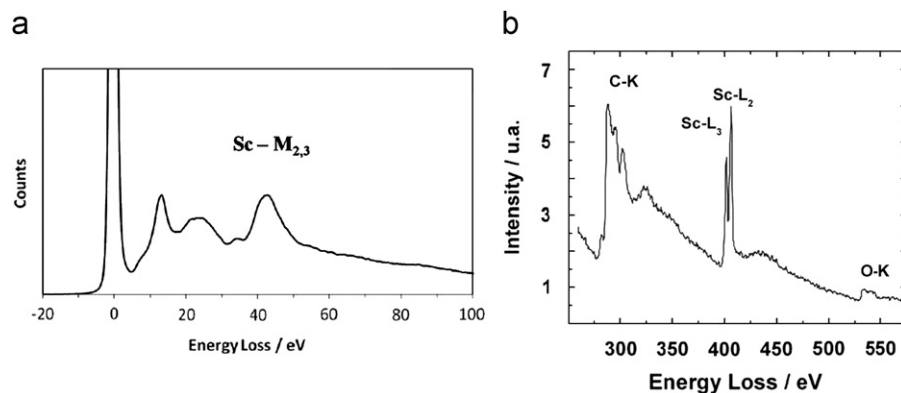 a
b
Sc – M2,3
Counts
-20 0 20 40 60 80 100
Energy Loss / eV
7
5
3
1
C-K
Sc-L2
Sc-L3
O-K
Intensity / u.a.
300 350 400 450 500 550
Energy Loss / eV